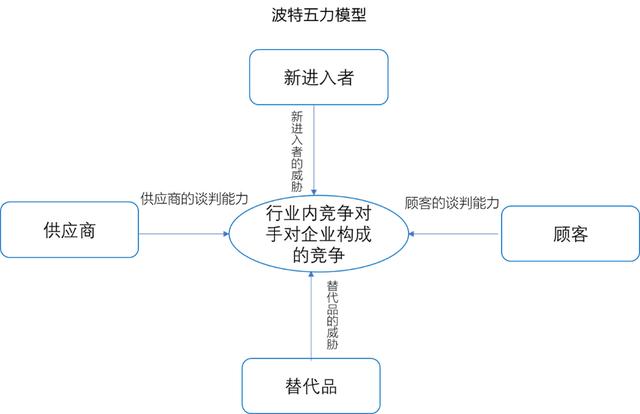 波特五力模型
新进入者
新进入者的威胁
供应商的谈判能力
顾客的谈判能力
供应商
行业内竞争对
手对企业构成
的竞争
顾客
替代品的威胁
替代品